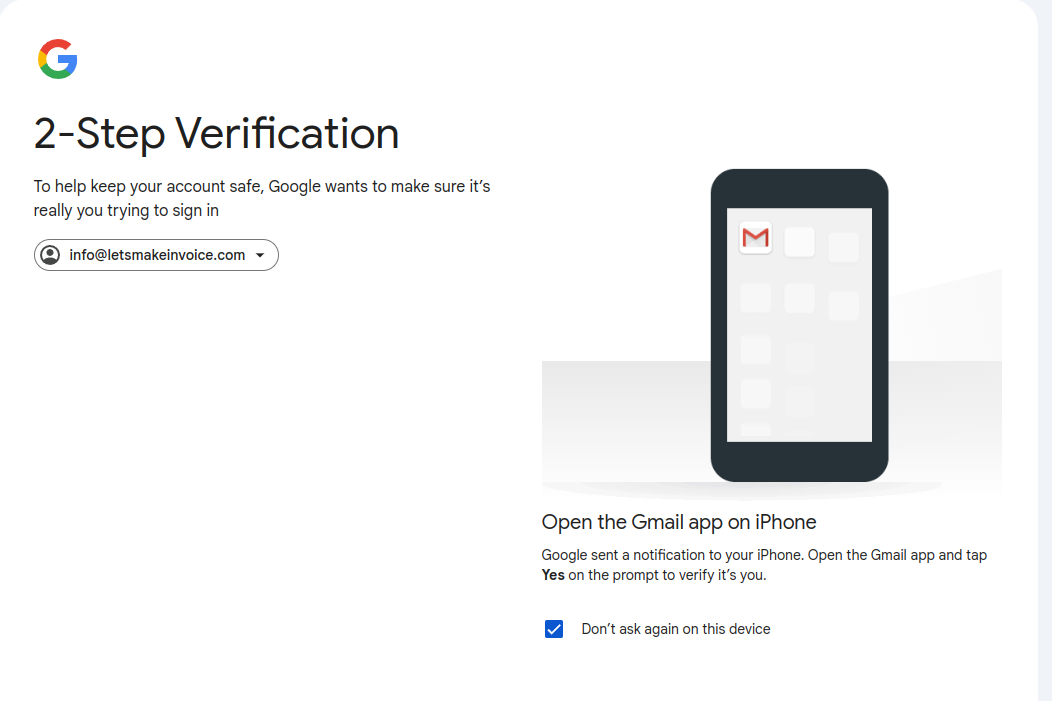 2-Step Verification
To help keep your account safe, Google wants to make sure it’s
really you trying to sign in
info@letsmakeinvoice.com
Open the Gmail app on iPhone
Google sent a notification to your iPhone. Open the Gmail app and tap
Yes on the prompt to verify it’s you.
Don’t ask again on this device